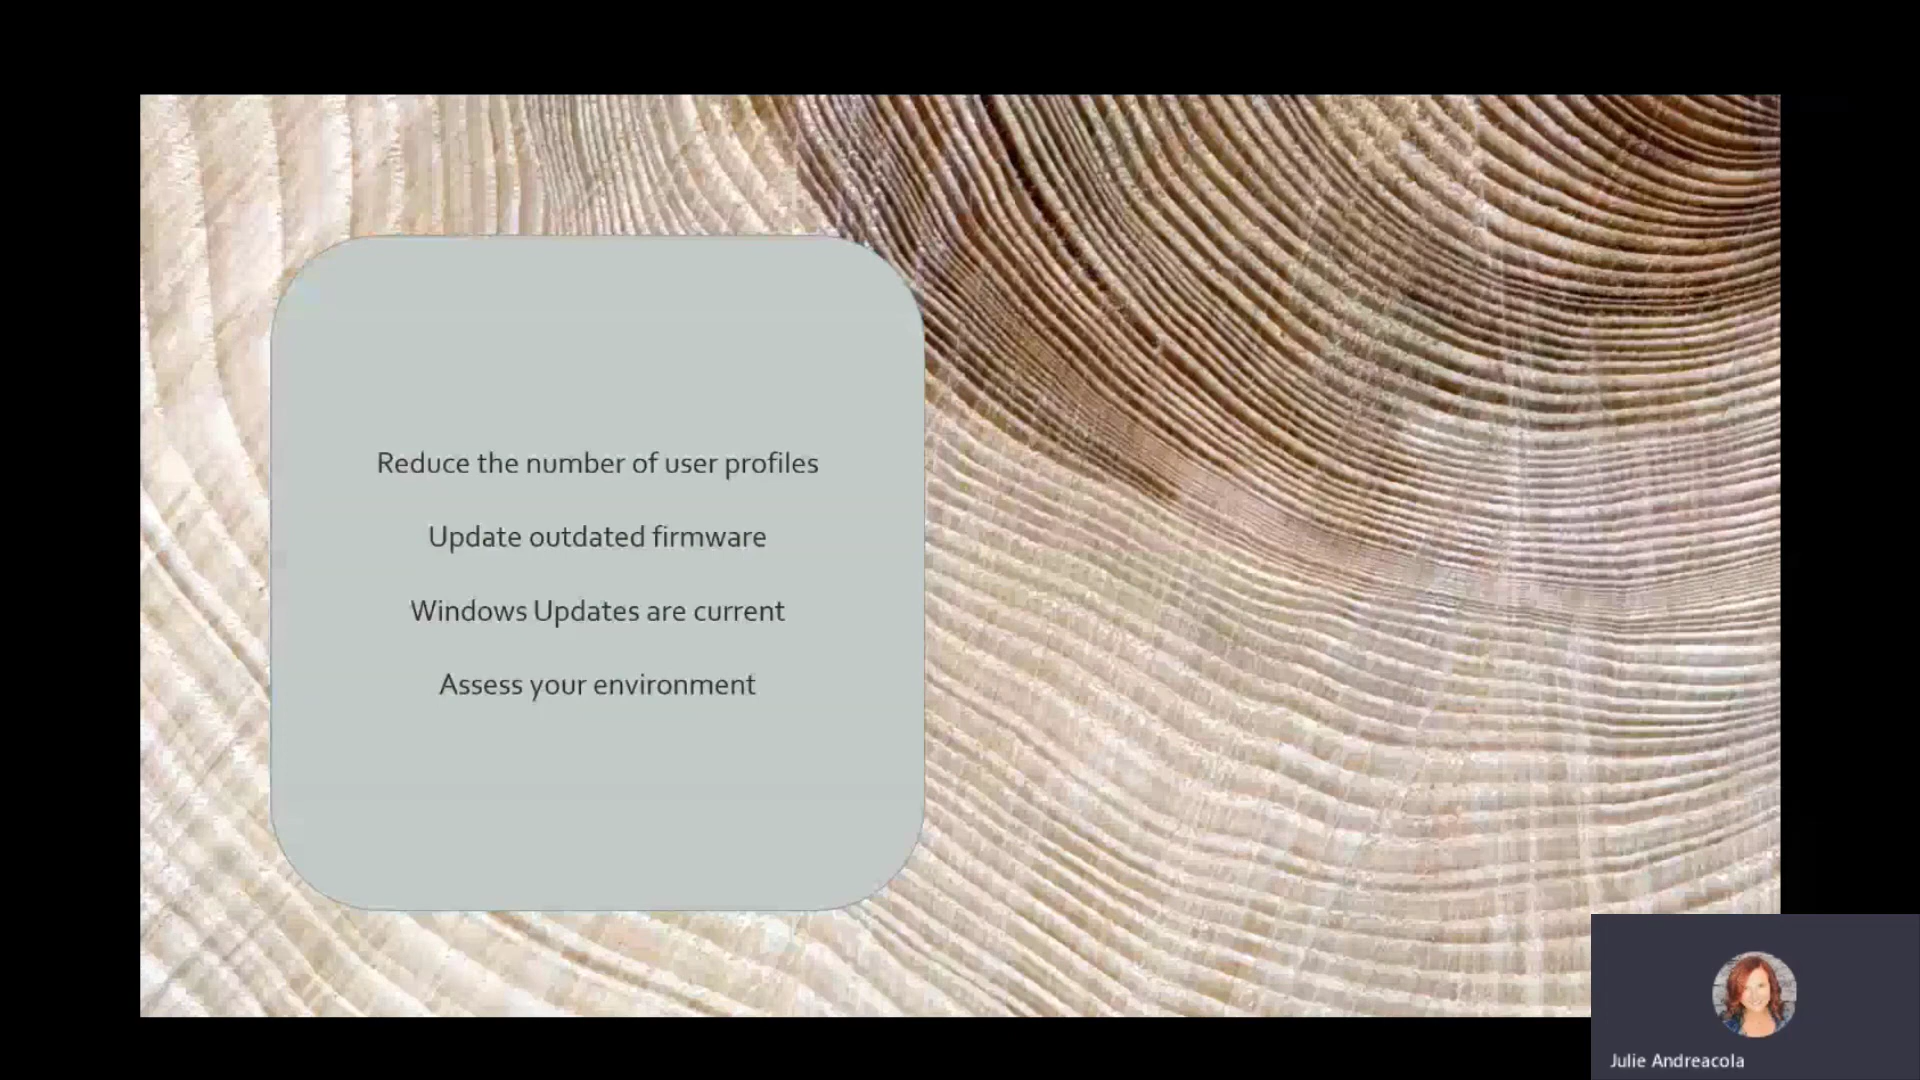 Reduce the number of user profiles
Update outdated firmware
Windows Updates are current
Assess your environment
Julie Andreacola